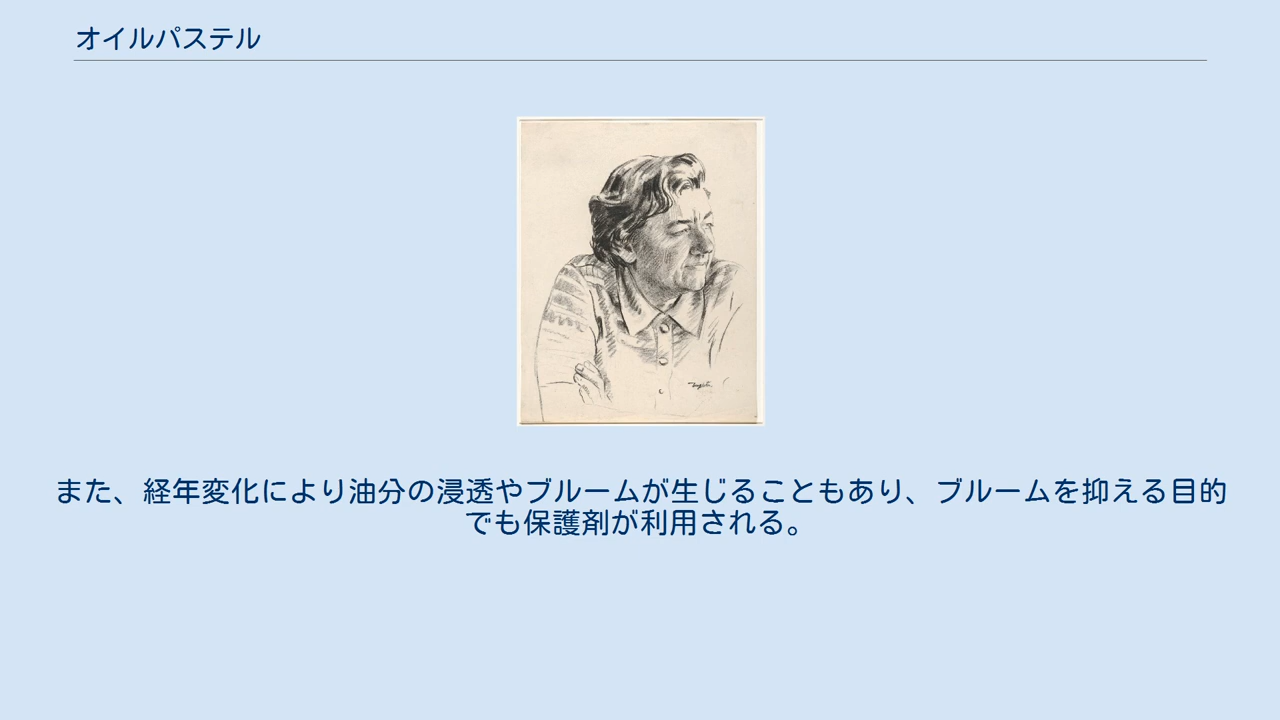 オイルパステル
また、経年変化により油分の浸透やブルームが生じることもあり、ブルームを抑える目的
でも保護剤が利用される。